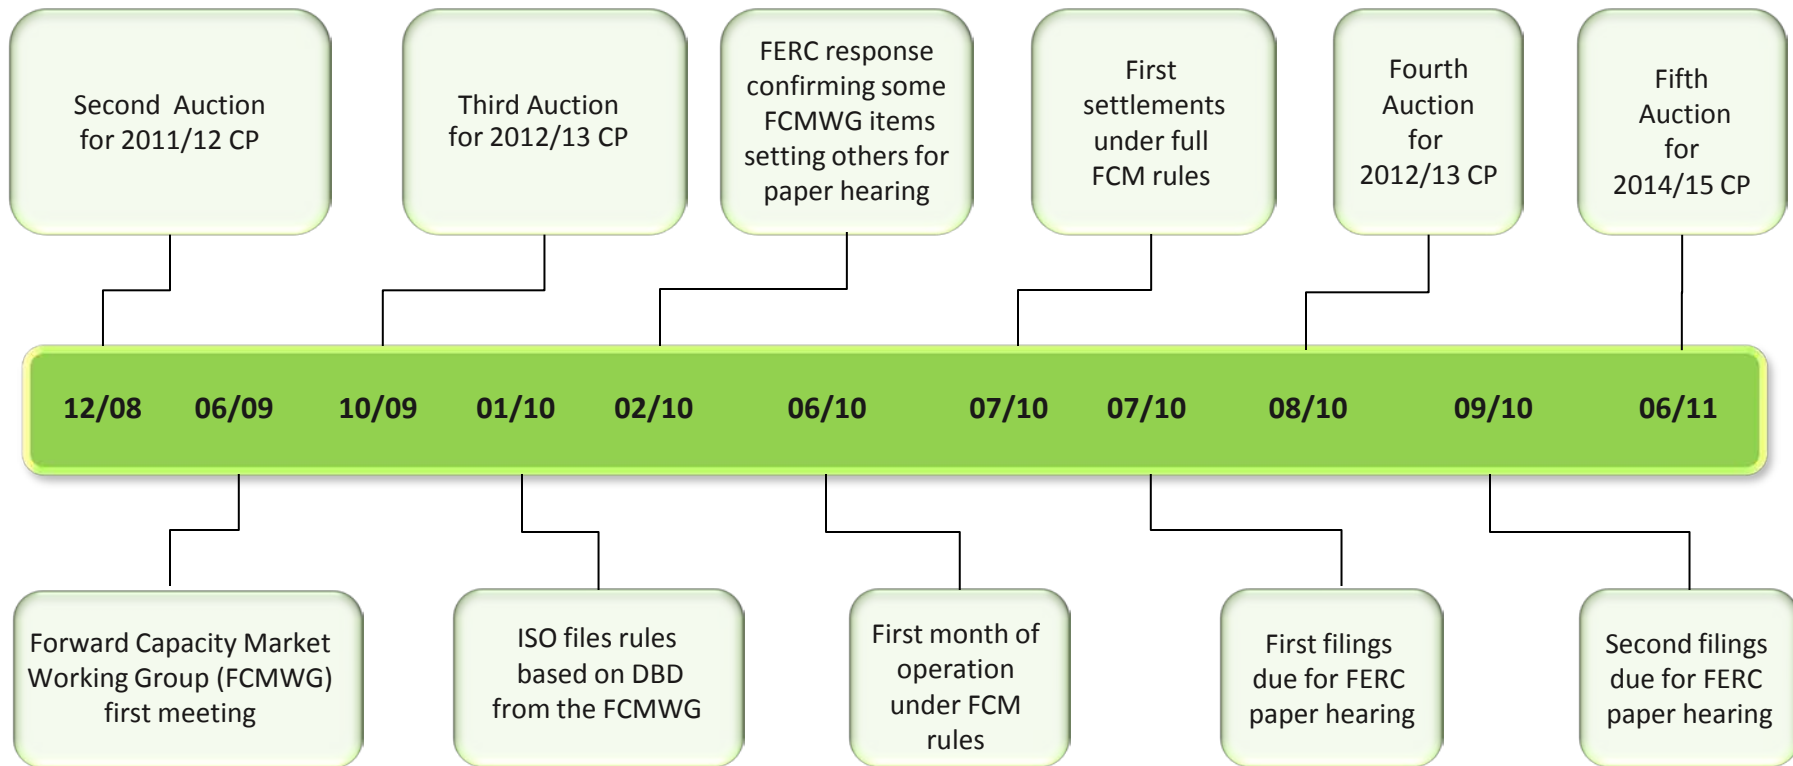 Second Auction
for 2011/12 CP
Third Auction
for 2012/13 CP
FERC response
confirming some
FCMWG items
setting others for
paper hearing
First
settlements
under full
FCM rules
Fourth
Auction
for
2012/13 CP
Fifth
Auction
for
2014/15 CP
12/08
06/09
10/09
01/10
02/10
06/10
07/10
07/10
08/10
09/10
06/11
Forward Capacity Market
Working Group (FCMWG)
first meeting
ISO files rules
based on DBD
from the FCMWG
First month of
operation
under FCM
rules
First filings
due for FERC
paper hearing
Second filings
due for FERC
paper hearing